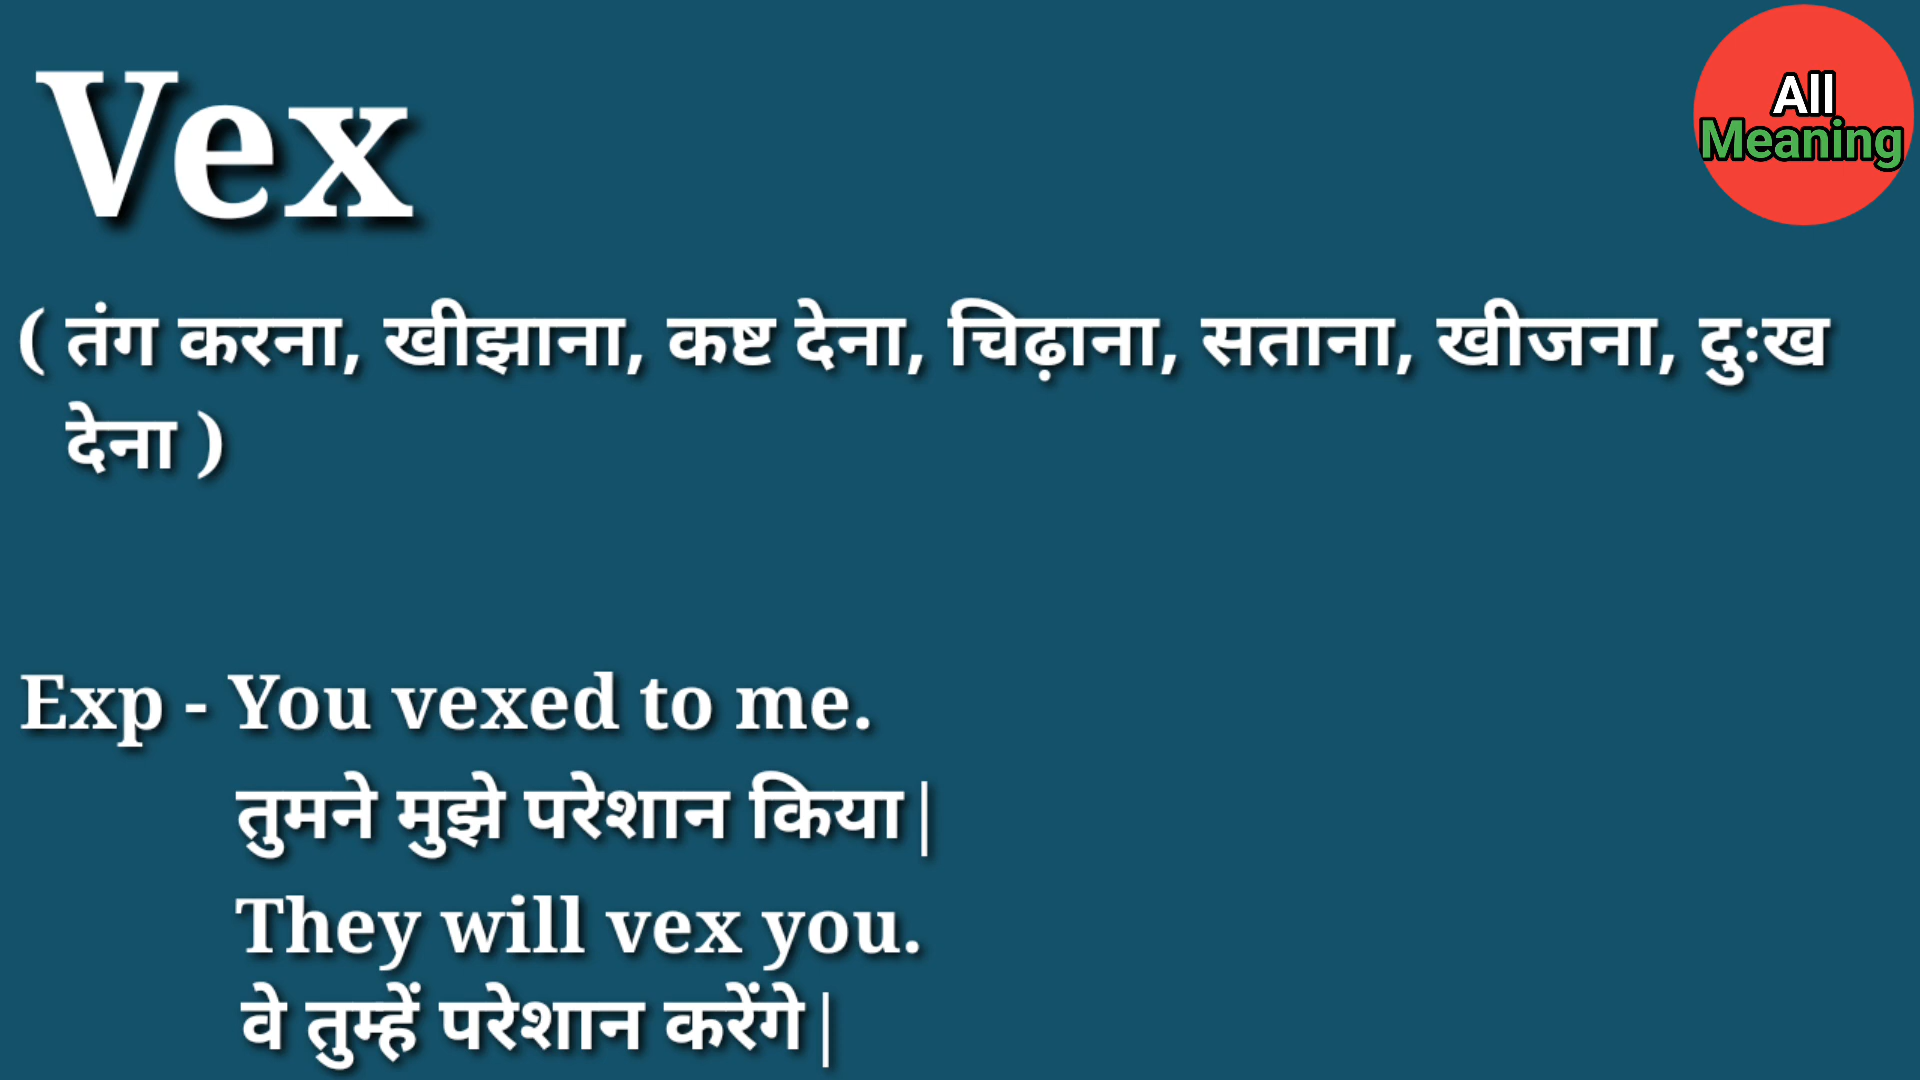 Vex
All
Meaning
( तंग करना, खीझाना, कष्ट देना, चिढ़ाना, सताना, खीजना, दुःख
देना )
Exp - You vexed to me.
तुमने मुझे परेशान किया|
They will vex you.
वे तुम्हें परेशान करेंगे|